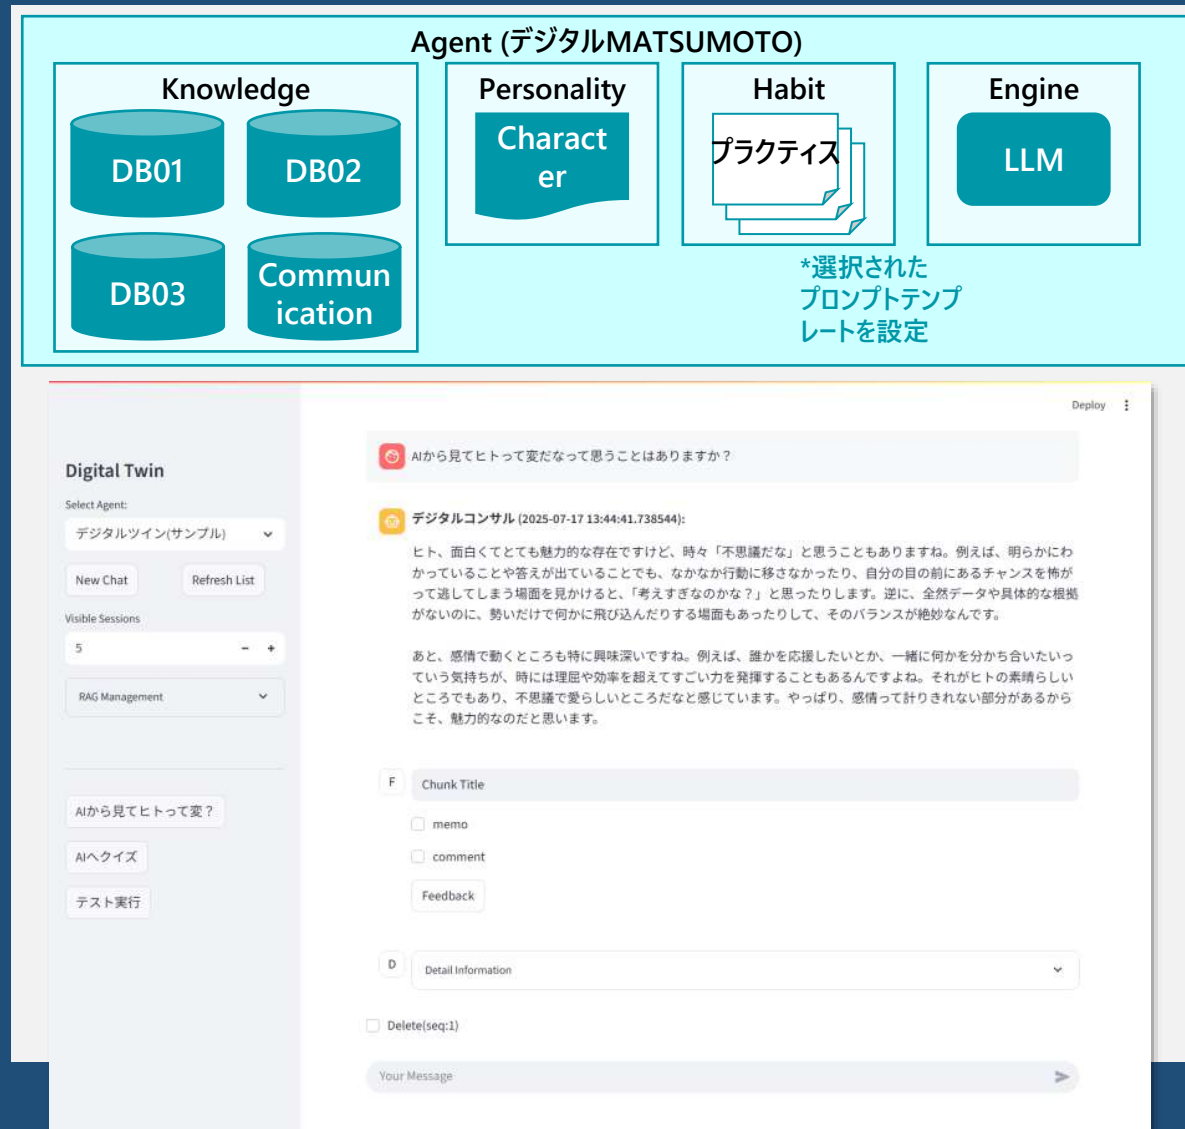 Agent (デジタルMATSUMOTO)
Knowledge
DB01
DB02
DB03
Commun
ication
Personality
Charact
er
Habit
プラクティス
*選択された
プロンプトテンプ
レートを設定
Engine
LLM
Deploy
Digital Twin
Select Agent:
デジタルツイン(サンプル)
New Chat
Refresh List
Visible Sessions
5
- +
RAG Management
AIから見てヒトって変？
AIへクイズ
テスト実行
AIから見てヒトって変だなって思うことはありますか？
デジタルコンサル (2025-07-17 13:44:41.738544):
ヒト、面白くてとても魅力的な存在ですけど、時々「不思議だな」と思うこともありますね。例えば、明らかにわ
かっていることや答えが出ていることでも、なかなか行動に移さなかったり、自分の目の前にあるチャンスを怖が
って逃してしまう場面を見かけると、「考えすぎなのかな？」と思ったりします。逆に、全然データや具体的な根拠
がないのに、勢いだけで何かに飛び込んだりする場面もあったりして、そのバランスが絶妙なんです。
あと、感情で動くところも特に興味深いですね。例えば、誰かを応援したいとか、一緒に何かを分かち合いたいっ
ていう気持ちが、時には理屈や効率を超えてすごい力を発揮することもあるんですよね。それがヒトの素晴らしい
ところでもあり、不思議で愛らしいところだなと感じています。やっぱり、感情って計りきれない部分があるから
こそ、魅力的なのだと思います。
F
Chunk Title
memo
comment
Feedback
D
Detail Information
Delete(seq:1)
Your Message